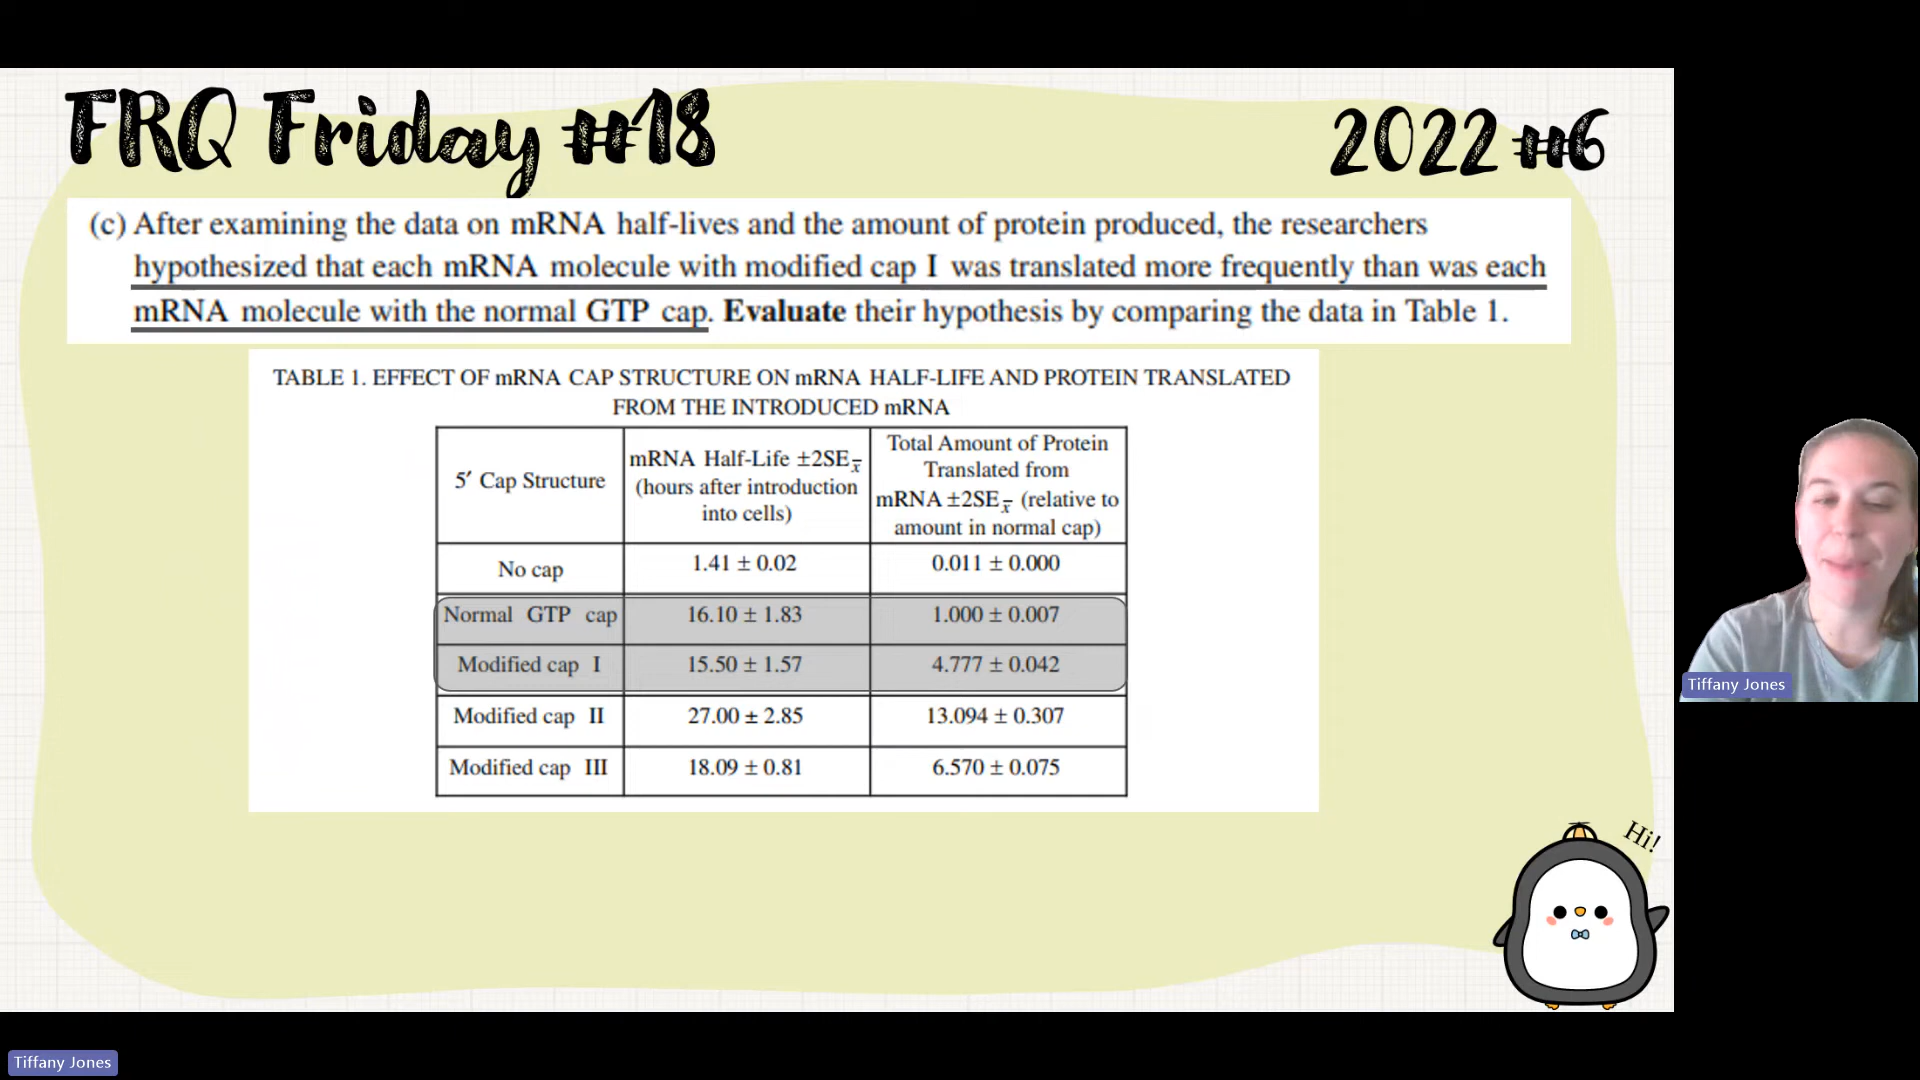 FRQ Friday #18
2022 #6
(c) After examining the data on mRNA half-lives and the amount of protein produced, the researchers
hypothesized that each mRNA molecule with modified cap I was translated more frequently than was each
mRNA molecule with the normal GTP cap. Evaluate their hypothesis by comparing the data in Table 1.
TABLE 1. EFFECT OF mRNA CAP STRUCTURE ON mRNA HALF-LIFE AND PROTEIN TRANSLATED
FROM THE INTRODUCED mRNA
5′ Cap Structure
mRNA Half-Life ±2SEx̅
(hours after introduction
into cells)
Total Amount of Protein
Translated from
mRNA ±2SEx̅ (relative to
amount in normal cap)
No cap 1.41 ± 0.02 0.011 ± 0.000
Normal GTP cap 16.10 ± 1.83 1.000 ± 0.007
Modified cap I 15.50 ± 1.57 4.777 ± 0.042
Modified cap II 27.00 ± 2.85 13.094 ± 0.307
Modified cap III 18.09 ± 0.81 6.570 ± 0.075
Hi!
Tiffany Jones
Tiffany Jones